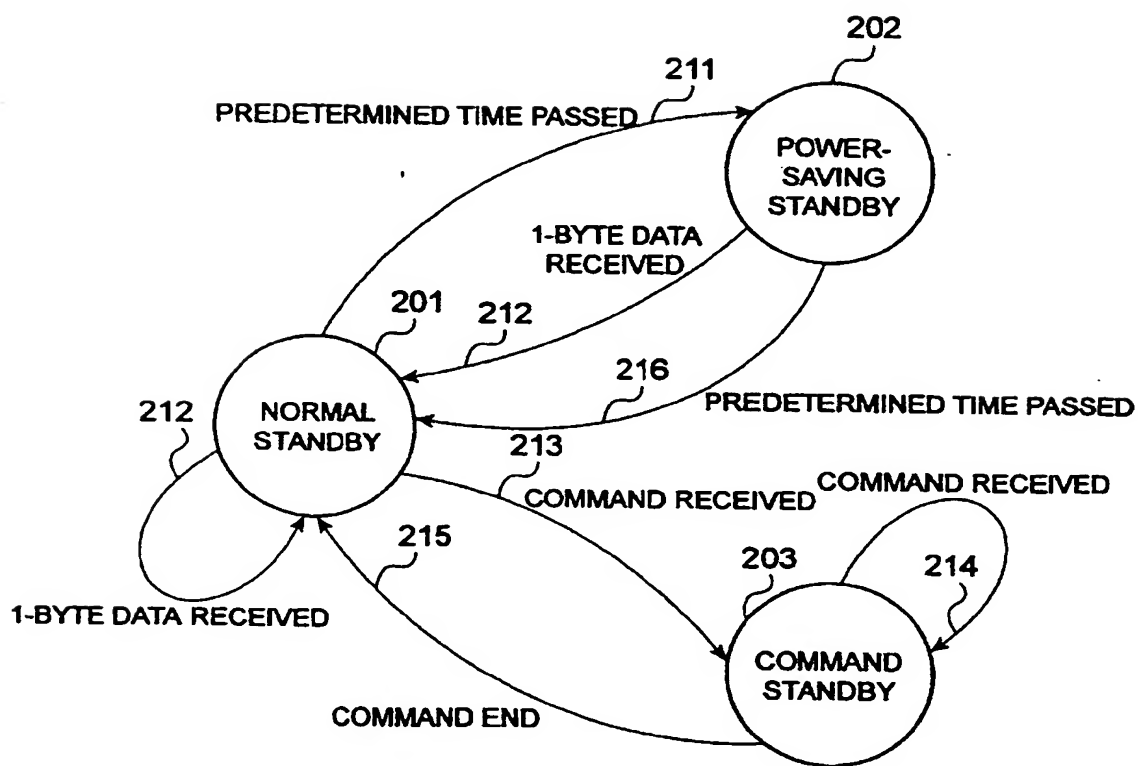 202
211
PREDETERMINED TIME PASSED
POWER-
SAVING
STANDBY
1-BYTE DATA
RECEIVED
201
212
216
PREDETERMINED TIME PASSED
212
NORMAL
STANDBY
213
COMMAND RECEIVED
COMMAND RECEIVED
215
203
214
1-BYTE DATA RECEIVED
COMMAND
STANDBY
COMMAND END